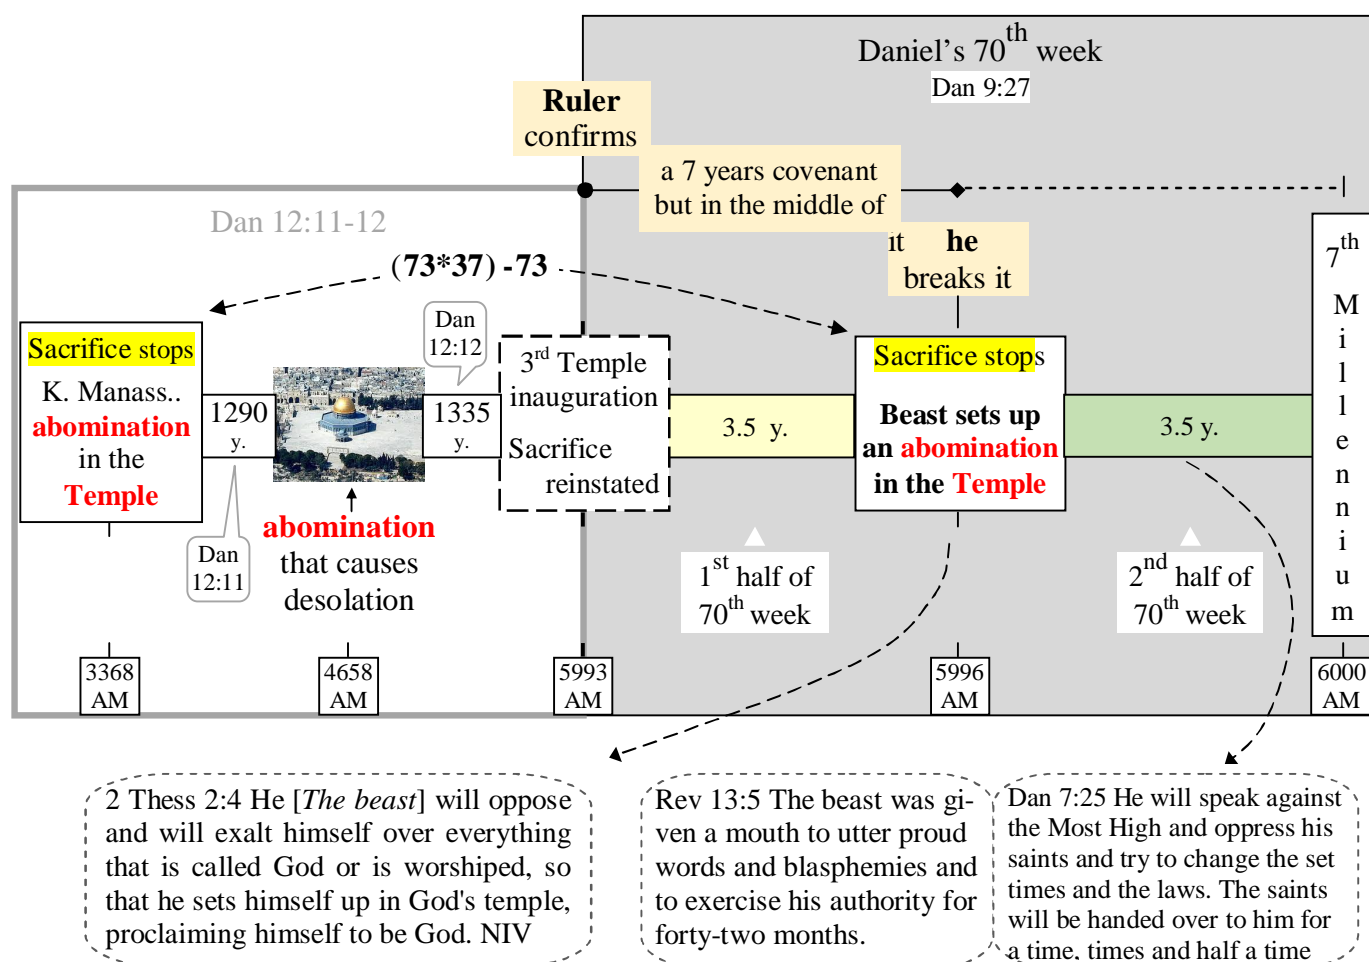 Daniel's 70th week
Dan 9:27
Ruler
confirms
a 7 years covenant
but in the middle of
it he
breaks it
Dan 12:11-12
(73*37) -73
Sacrifice stops
K. Manass..
abomination
in the
Temple
1290
y.
Dan
12:11
abomination
that causes
desolation
1335
y.
Dan
12:12
3rd Temple
inauguration
Sacrifice
reinstated
3.5 y.
1st half of
70th week
Sacrifice stops
Beast sets up
an abomination
in the Temple
3.5 y.
2nd half of
70th week
7th
M
i
l
l
e
n
n
i
u
m
3368
AM
4658
AM
5993
AM
5996
AM
6000
AM
2 Thess 2:4 He [The beast] will oppose
and will exalt himself over everything
that is called God or is worshiped, so
that he sets himself up in God's temple,
proclaiming himself to be God. NIV
Rev 13:5 The beast was gi-
ven a mouth to utter proud
words and blasphemies and
to exercise his authority for
forty-two months.
Dan 7:25 He will speak against
the Most High and oppress his
saints and try to change the set
times and the laws. The saints
will be handed over to him for
a time, times and half a time